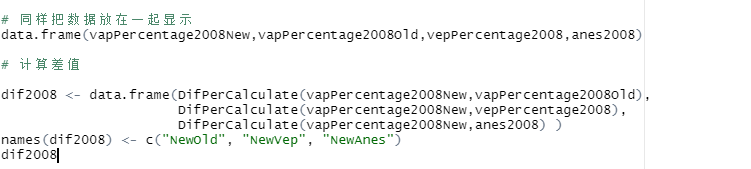 # 同样把数据放在一起显示
data.frame(vapPercentage2008New,vapPercentage2008Old,vepPercentage2008,anes2008)
# 计算差值
dif2008 <- data.frame(DifPerCalculate(vapPercentage2008New,vapPercentage2008Old),
DifPerCalculate(vapPercentage2008New,vepPercentage2008),
DifPerCalculate(vapPercentage2008New,anes2008) )
names(dif2008) <- c("NewOld", "NewVep", "NewAnes")
dif2008